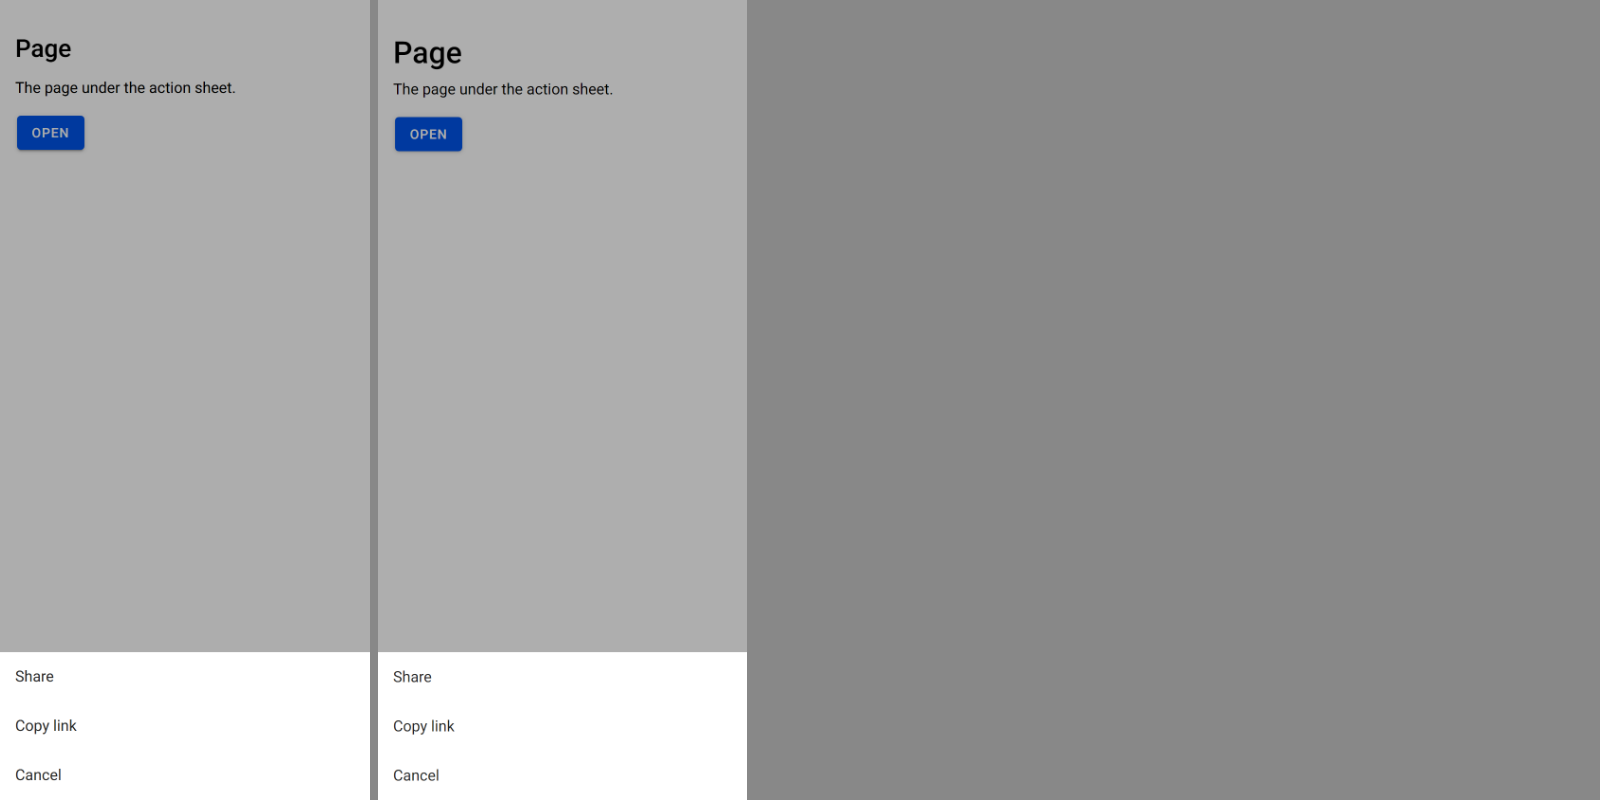 Page
The page under the action sheet.
OPEN
Share
Copy link
Cancel
Page
The page under the action sheet.
OPEN
Share
Copy link
Cancel